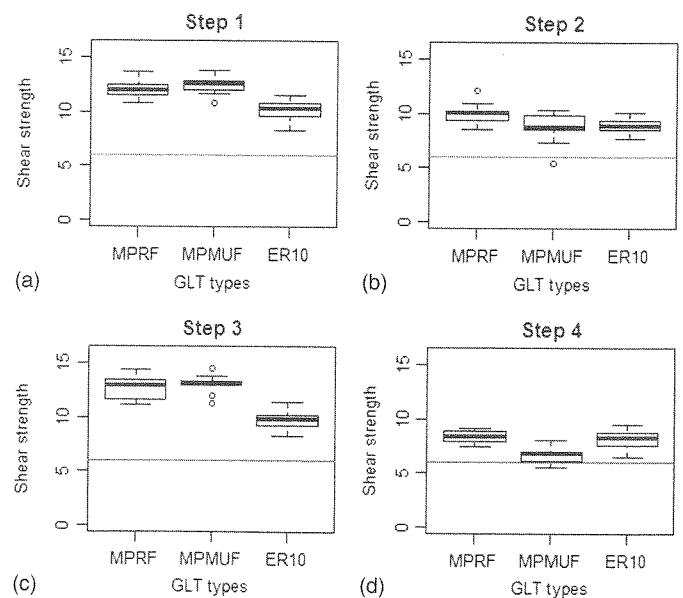 Step 1
Shear strength
15
10
5
0
MPRF MPMUF ER10
(a) GLT types
Step 2
Shear strength
15
10
5
0
MPRF MPMUF ER10
(b) GLT types
Step 3
Shear strength
15
10
5
0
MPRF MPMUF ER10
(c) GLT types
Step 4
Shear strength
15
10
5
0
MPRF MPMUF ER10
(d) GLT types